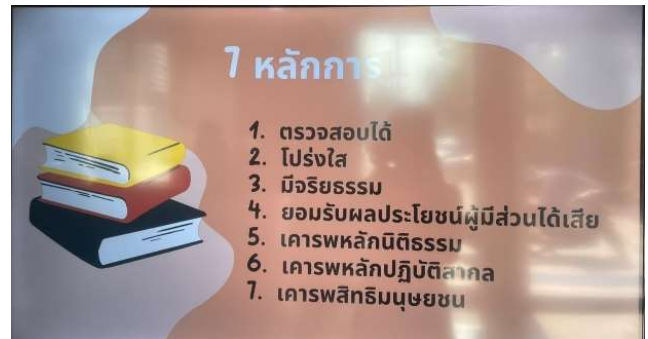 7 หลักการ
1. ตรวจสอบได้
2. โปร่งใส
3. มีจริยธรรม
4. ยอมรับผลประโยชน์ผู้มีส่วนได้เสีย
5. เคารพหลักนิติธรรม
6. เคารพหลักปฏิบัติสากล
7. เคารพสิทธิมนุษยชน